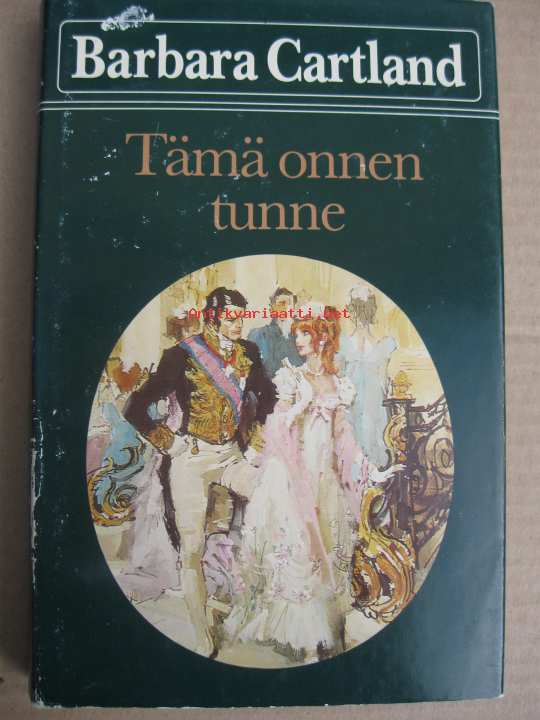 Barbara Cartland
Tämä onnen
tunne
Antikvariaatti.net